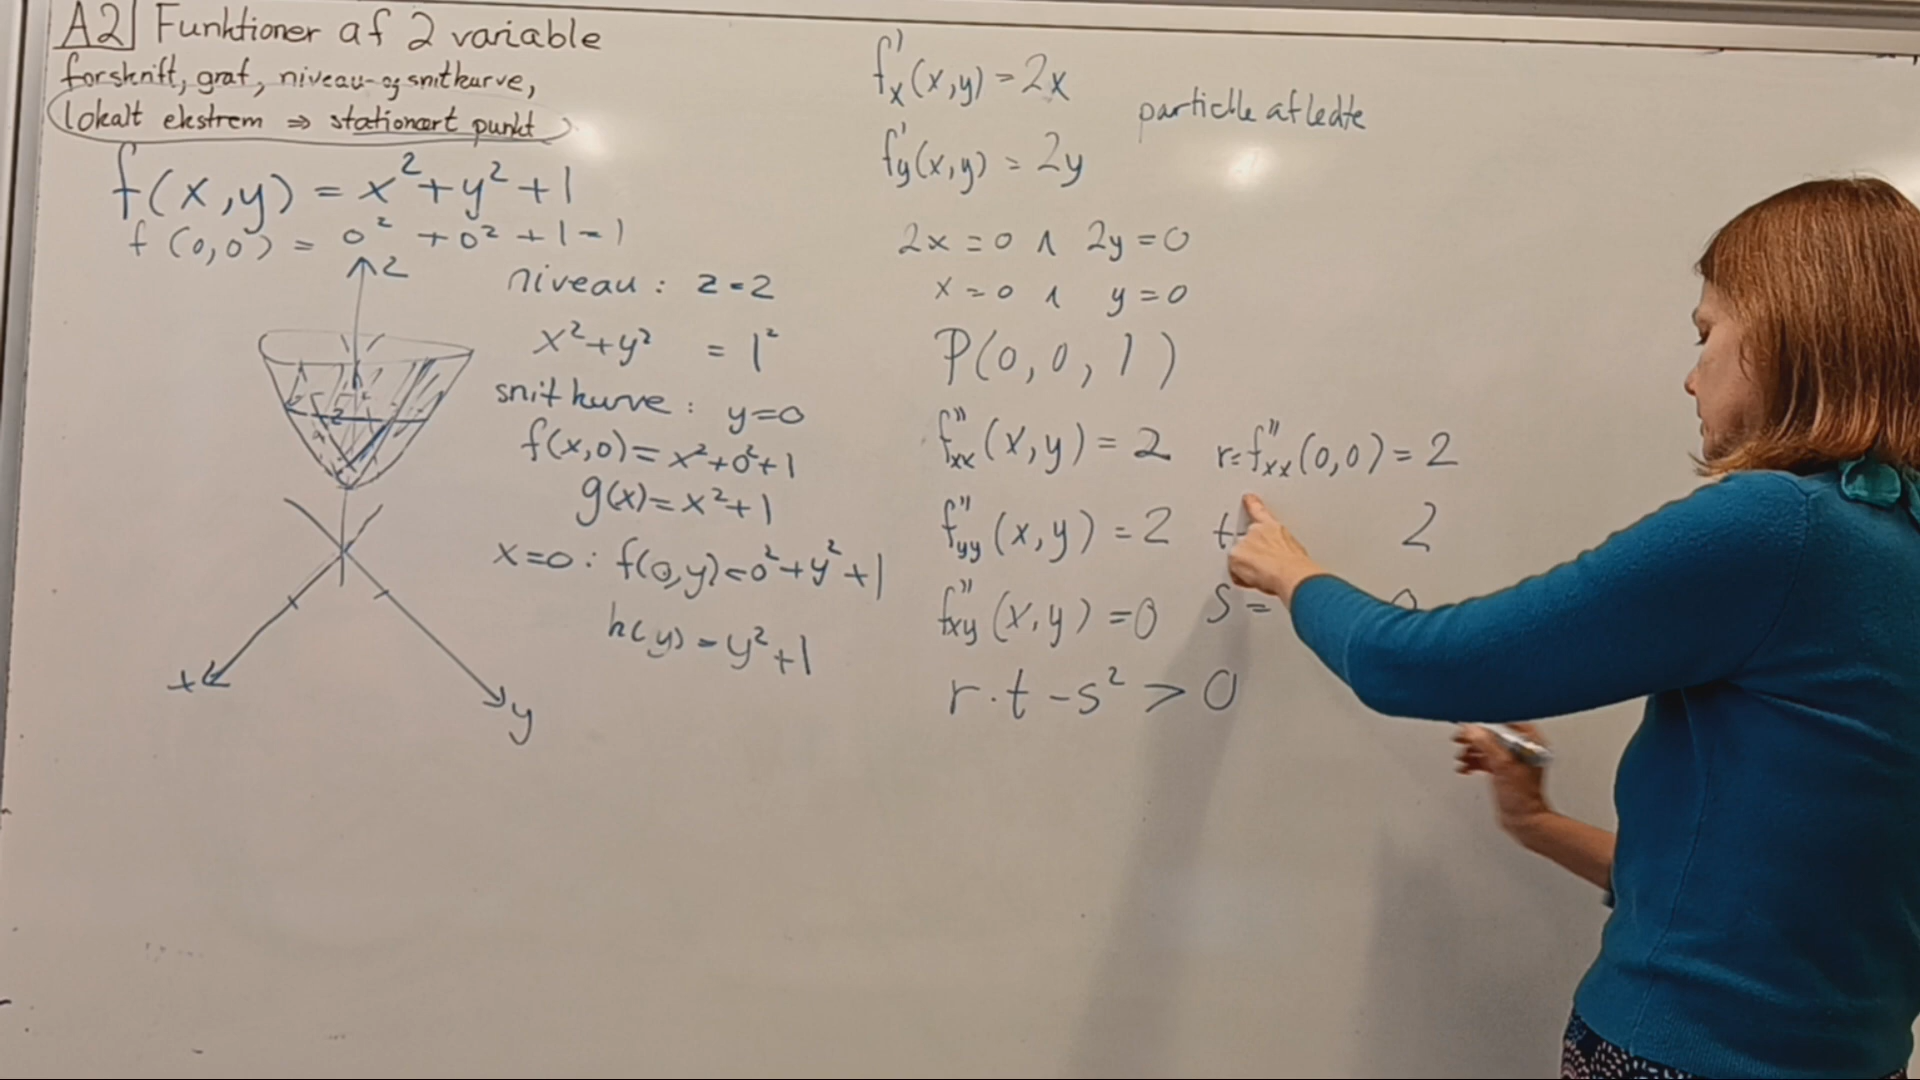 A2 Funktioner af 2 variable
forskrift, graf, niveau- og snitkurve,
lokalt ekstrem ⇒ stationært punkt
f(x,y) = x²+y²+1
f(0,0) = 0² +0² +1=1
z
niveau: z=2
x²+y² = 1²
snitkurve: y=0
f(x,0)=x²+0²+1
g(x)=x²+1
x=0: f(0,y)=0²+y²+1
h(y)=y²+1
x
y
f'x(x,y)=2x
partielle afledte
f'y(x,y)=2y
2x=0 ∧ 2y=0
x=0 ∧ y=0
P(0,0,1)
f''xx(x,y)=2 r=f''xx(0,0)=2
f''yy(x,y)=2 t= 2
f''xy(x,y)=0 s= 0
r·t-s²>0